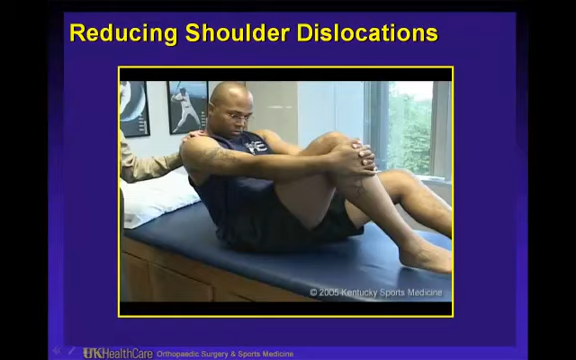 Reducing Shoulder Dislocations
© 2005 Kentucky Sports Medicine
UKHealthCare Orthopaedic Surgery & Sports Medicine